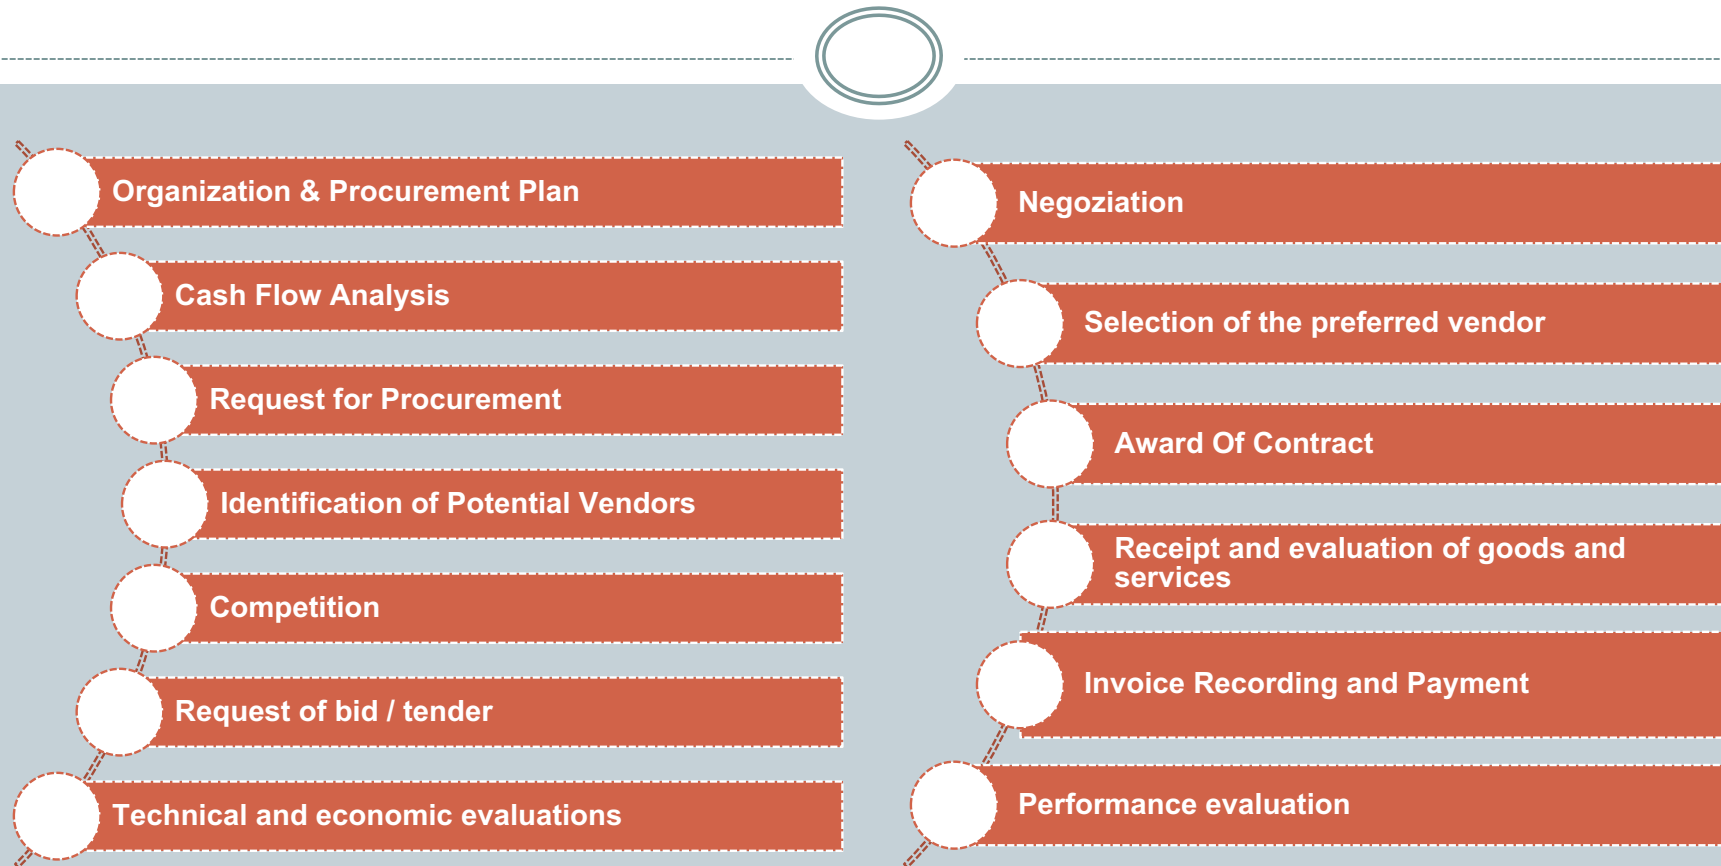 Organization & Procurement Plan
Cash Flow Analysis
Request for Procurement
Identification of Potential Vendors
Competition
Request of bid / tender
Technical and economic evaluations
Negoziation
Selection of the preferred vendor
Award Of Contract
Receipt and evaluation of goods and
services
Invoice Recording and Payment
Performance evaluation